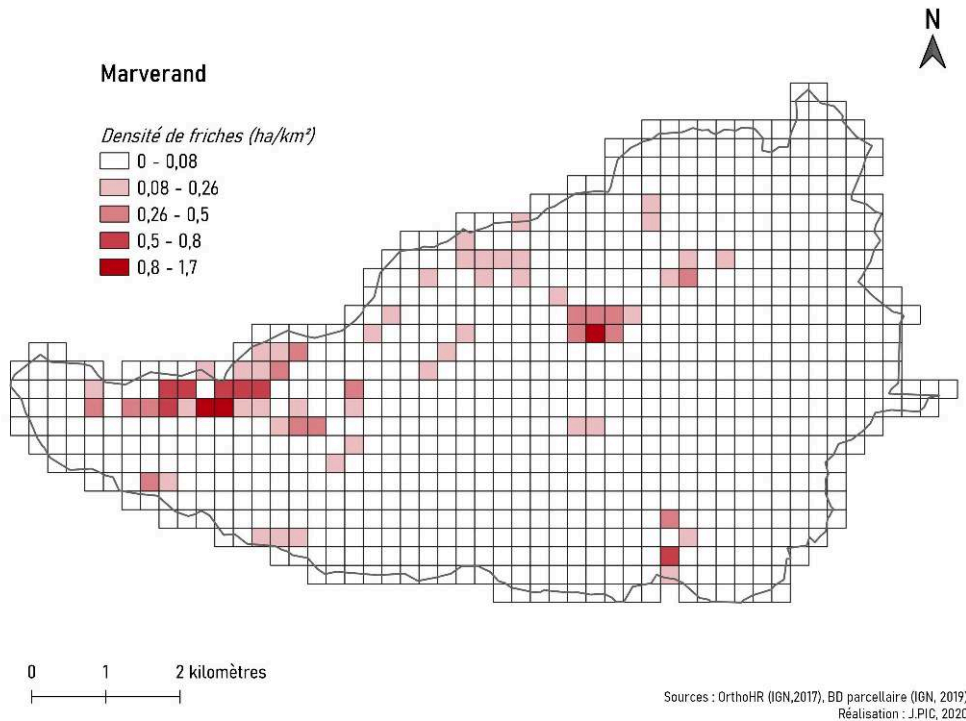 N
Marverand
Densité de friches (ha/km²)
0 - 0,08
0,08 - 0,26
0,26 - 0,5
0,5 - 0,8
0,8 - 1,7
0 1 2 kilomètres
Sources : OrthoHR (IGN,2017), BD parcellaire (IGN, 2019)
Réalisation : J.PIC, 2020